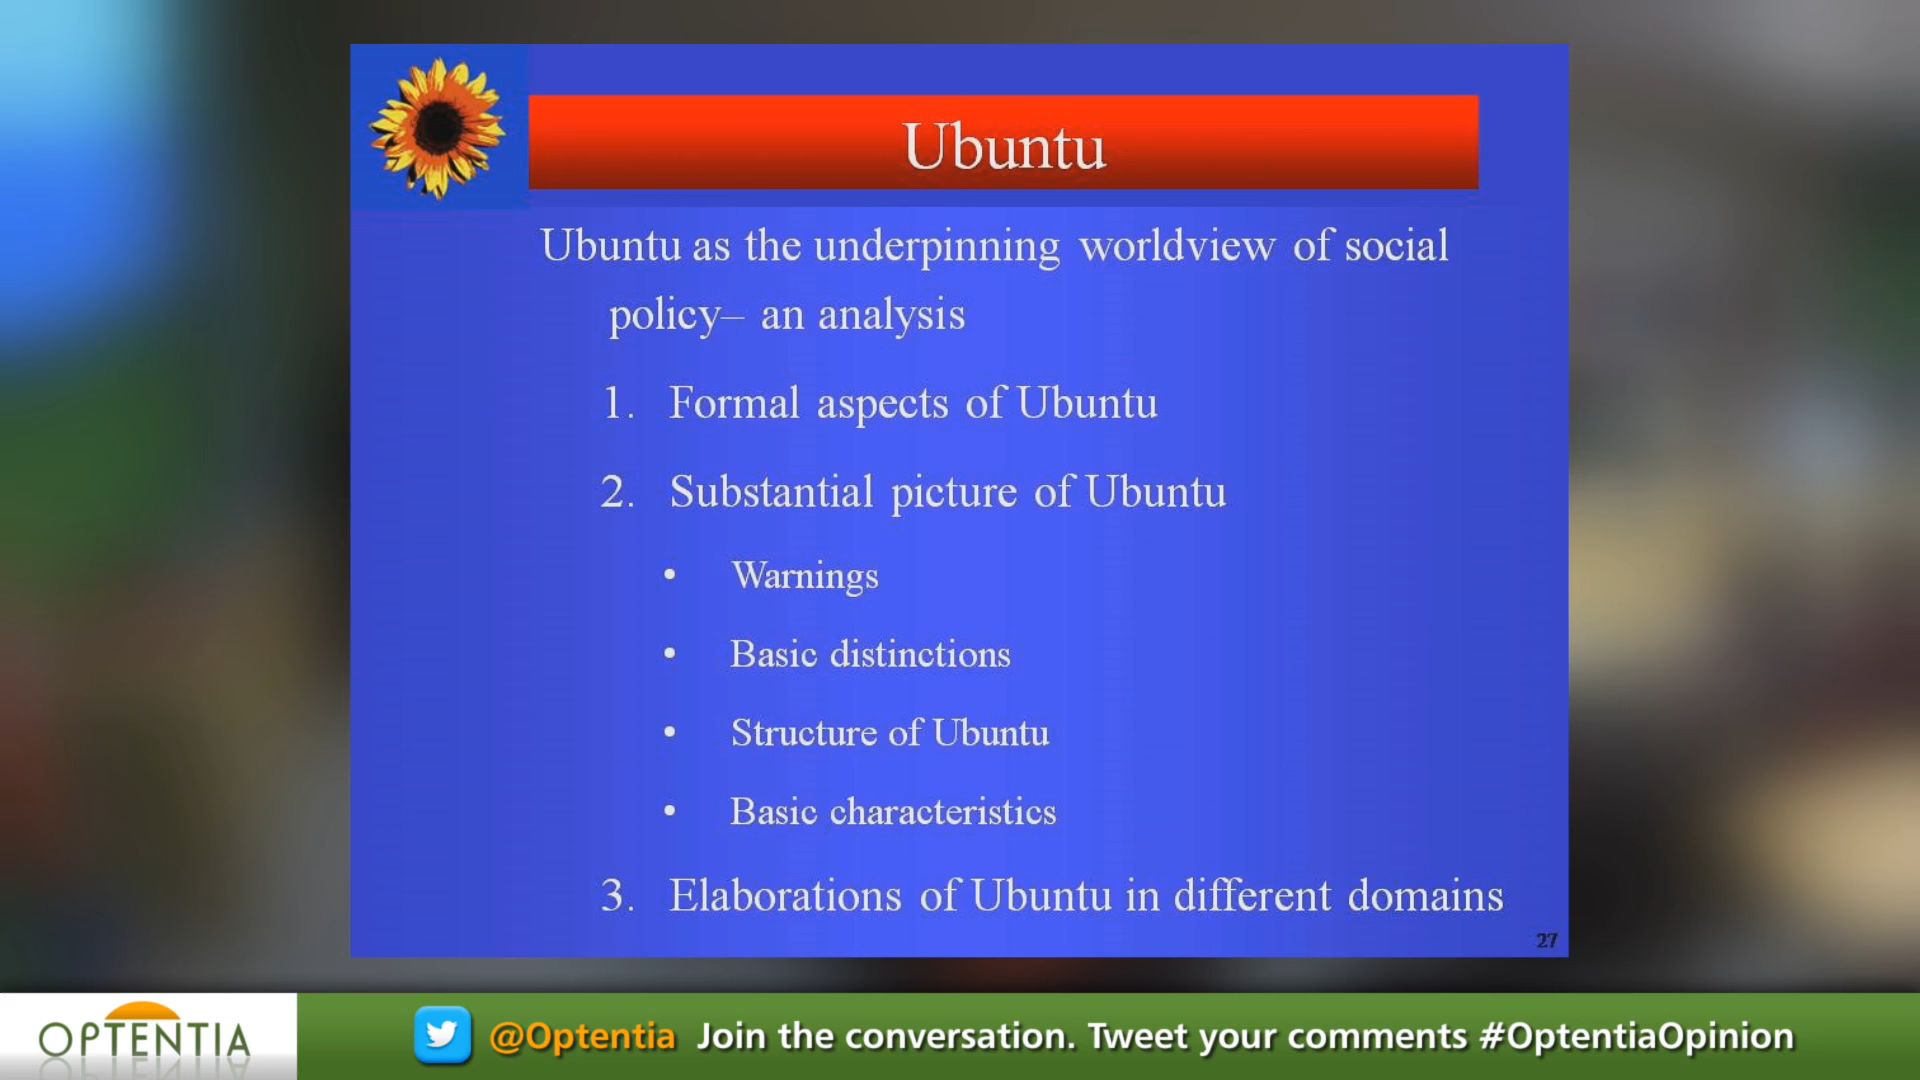 Ubuntu
Ubuntu as the underpinning worldview of social
policy– an analysis
1. Formal aspects of Ubuntu
2. Substantial picture of Ubuntu
• Warnings
• Basic distinctions
• Structure of Ubuntu
• Basic characteristics
3. Elaborations of Ubuntu in different domains
27
OPTENTIA
@Optentia Join the conversation. Tweet your comments #OptentiaOpinion